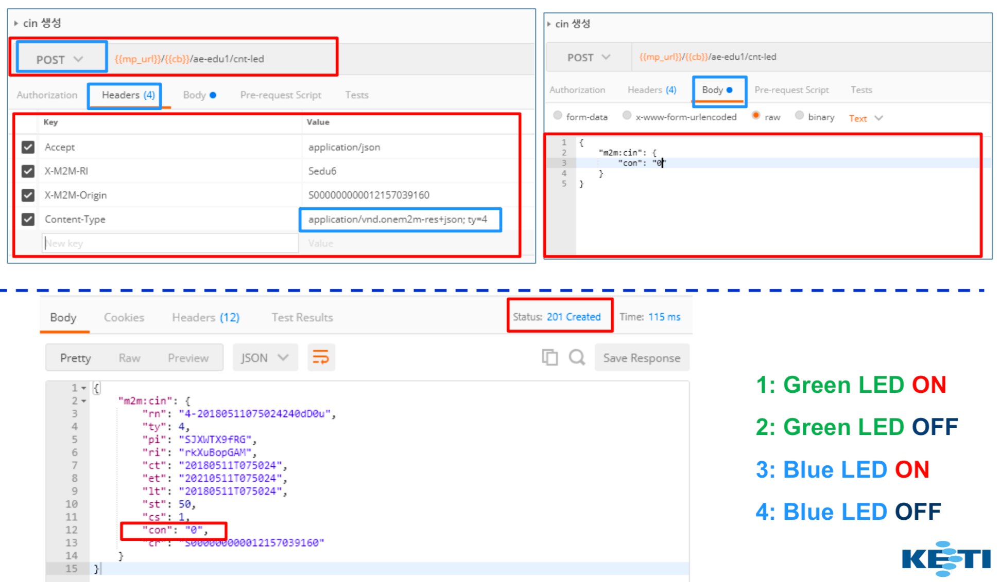 cin 생성
POST {{mp_url}}/{{cb}}/ae-edu1/cnt-led
Authorization Headers (4) Body Pre-request Script Tests
Key Value
Accept application/json
X-M2M-RI Sedu6
X-M2M-Origin S000000000012157039160
Content-Type application/vnd.onem2m-res+json; ty=4
New key Value
cin 생성
POST {{mp_url}}/{{cb}}/ae-edu1/cnt-led
Authorization Headers (4) Body Pre-request Script Tests
form-data x-www-form-urlencoded raw binary Text
1 {
2 "m2m:cin": {
3 "con": "0"
4 }
5 }
Body Cookies Headers (12) Test Results Status: 201 Created Time: 115 ms
Pretty Raw Preview JSON Save Response
1 {
2 "m2m:cin": {
3 "rn": "4-20180511075024240dD0u",
4 "ty": 4,
5 "pi": "SJXWTX9fRG",
6 "ri": "rkXuBopGAM",
7 "ct": "20180511T075024",
8 "et": "20210511T075024",
9 "lt": "20180511T075024",
10 "st": 50,
11 "cs": 1,
12 "con": "0",
13 "cr": "S000000000012157039160"
14 }
15 }
1: Green LED ON
2: Green LED OFF
3: Blue LED ON
4: Blue LED OFF
KETI